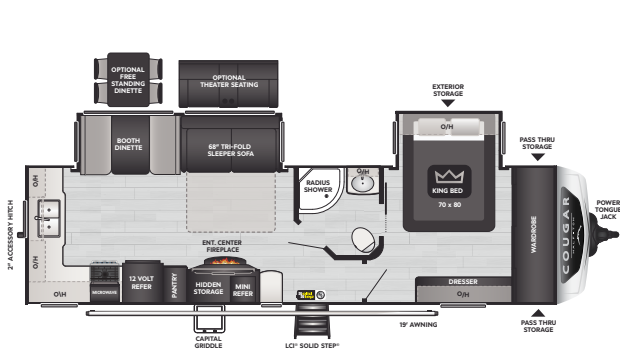 OPTIONAL
FREE
STANDING
DINETTE
OPTIONAL
THEATER SEATING
EXTERIOR
STORAGE
BOOTH
DINETTE
68" TRI-FOLD
SLEEPER SOFA
O/H
PASS THRU
STORAGE
O/H
O/H
RADIUS
SHOWER
KING BED
70 x 80
2" ACCESSORY HITCH
O/H
WARDROBE
COUGAR
POWER
TONGUE
JACK
ENT. CENTER
FIREPLACE
O/H
MICROWAVE
12 VOLT
REFER
PANTRY
HIDDEN
STORAGE
MINI
REFER
Solid
Step
DRESSER
O/H
CAPITAL
GRIDDLE
LCI® SOLID STEP®
19' AWNING
PASS THRU
STORAGE